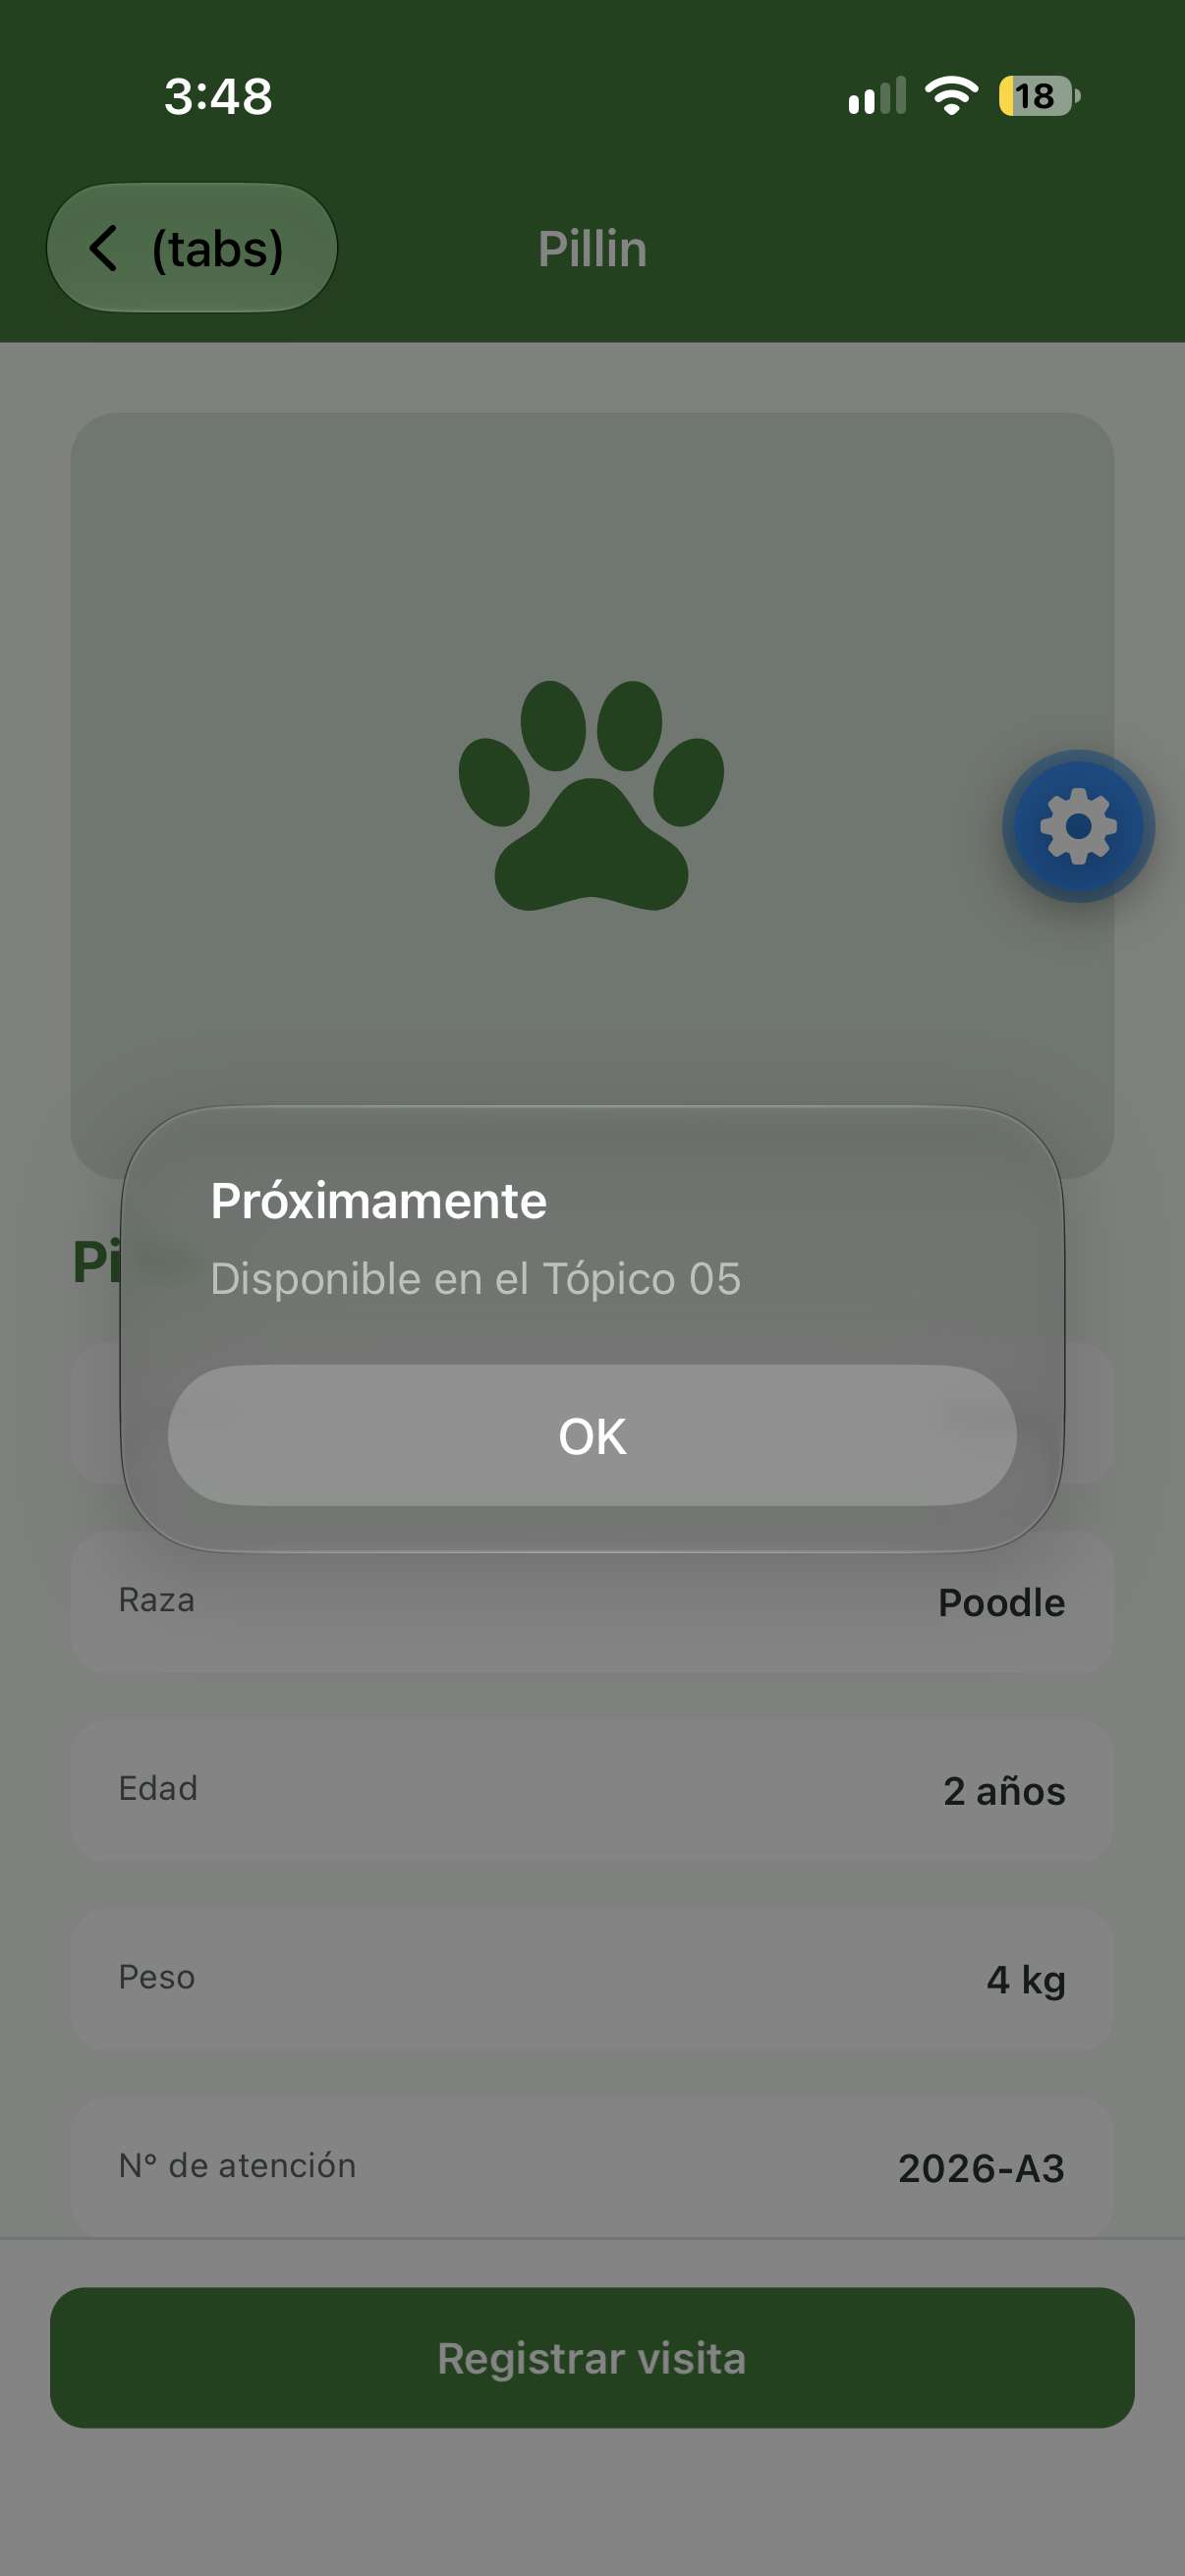 3:48
18
(tabs)
Pillin
Próximamente
Disponible en el Tópico 05
OK
Raza
Poodle
Edad
2 años
Peso
4 kg
N° de atención
2026-A3
Registrar visita